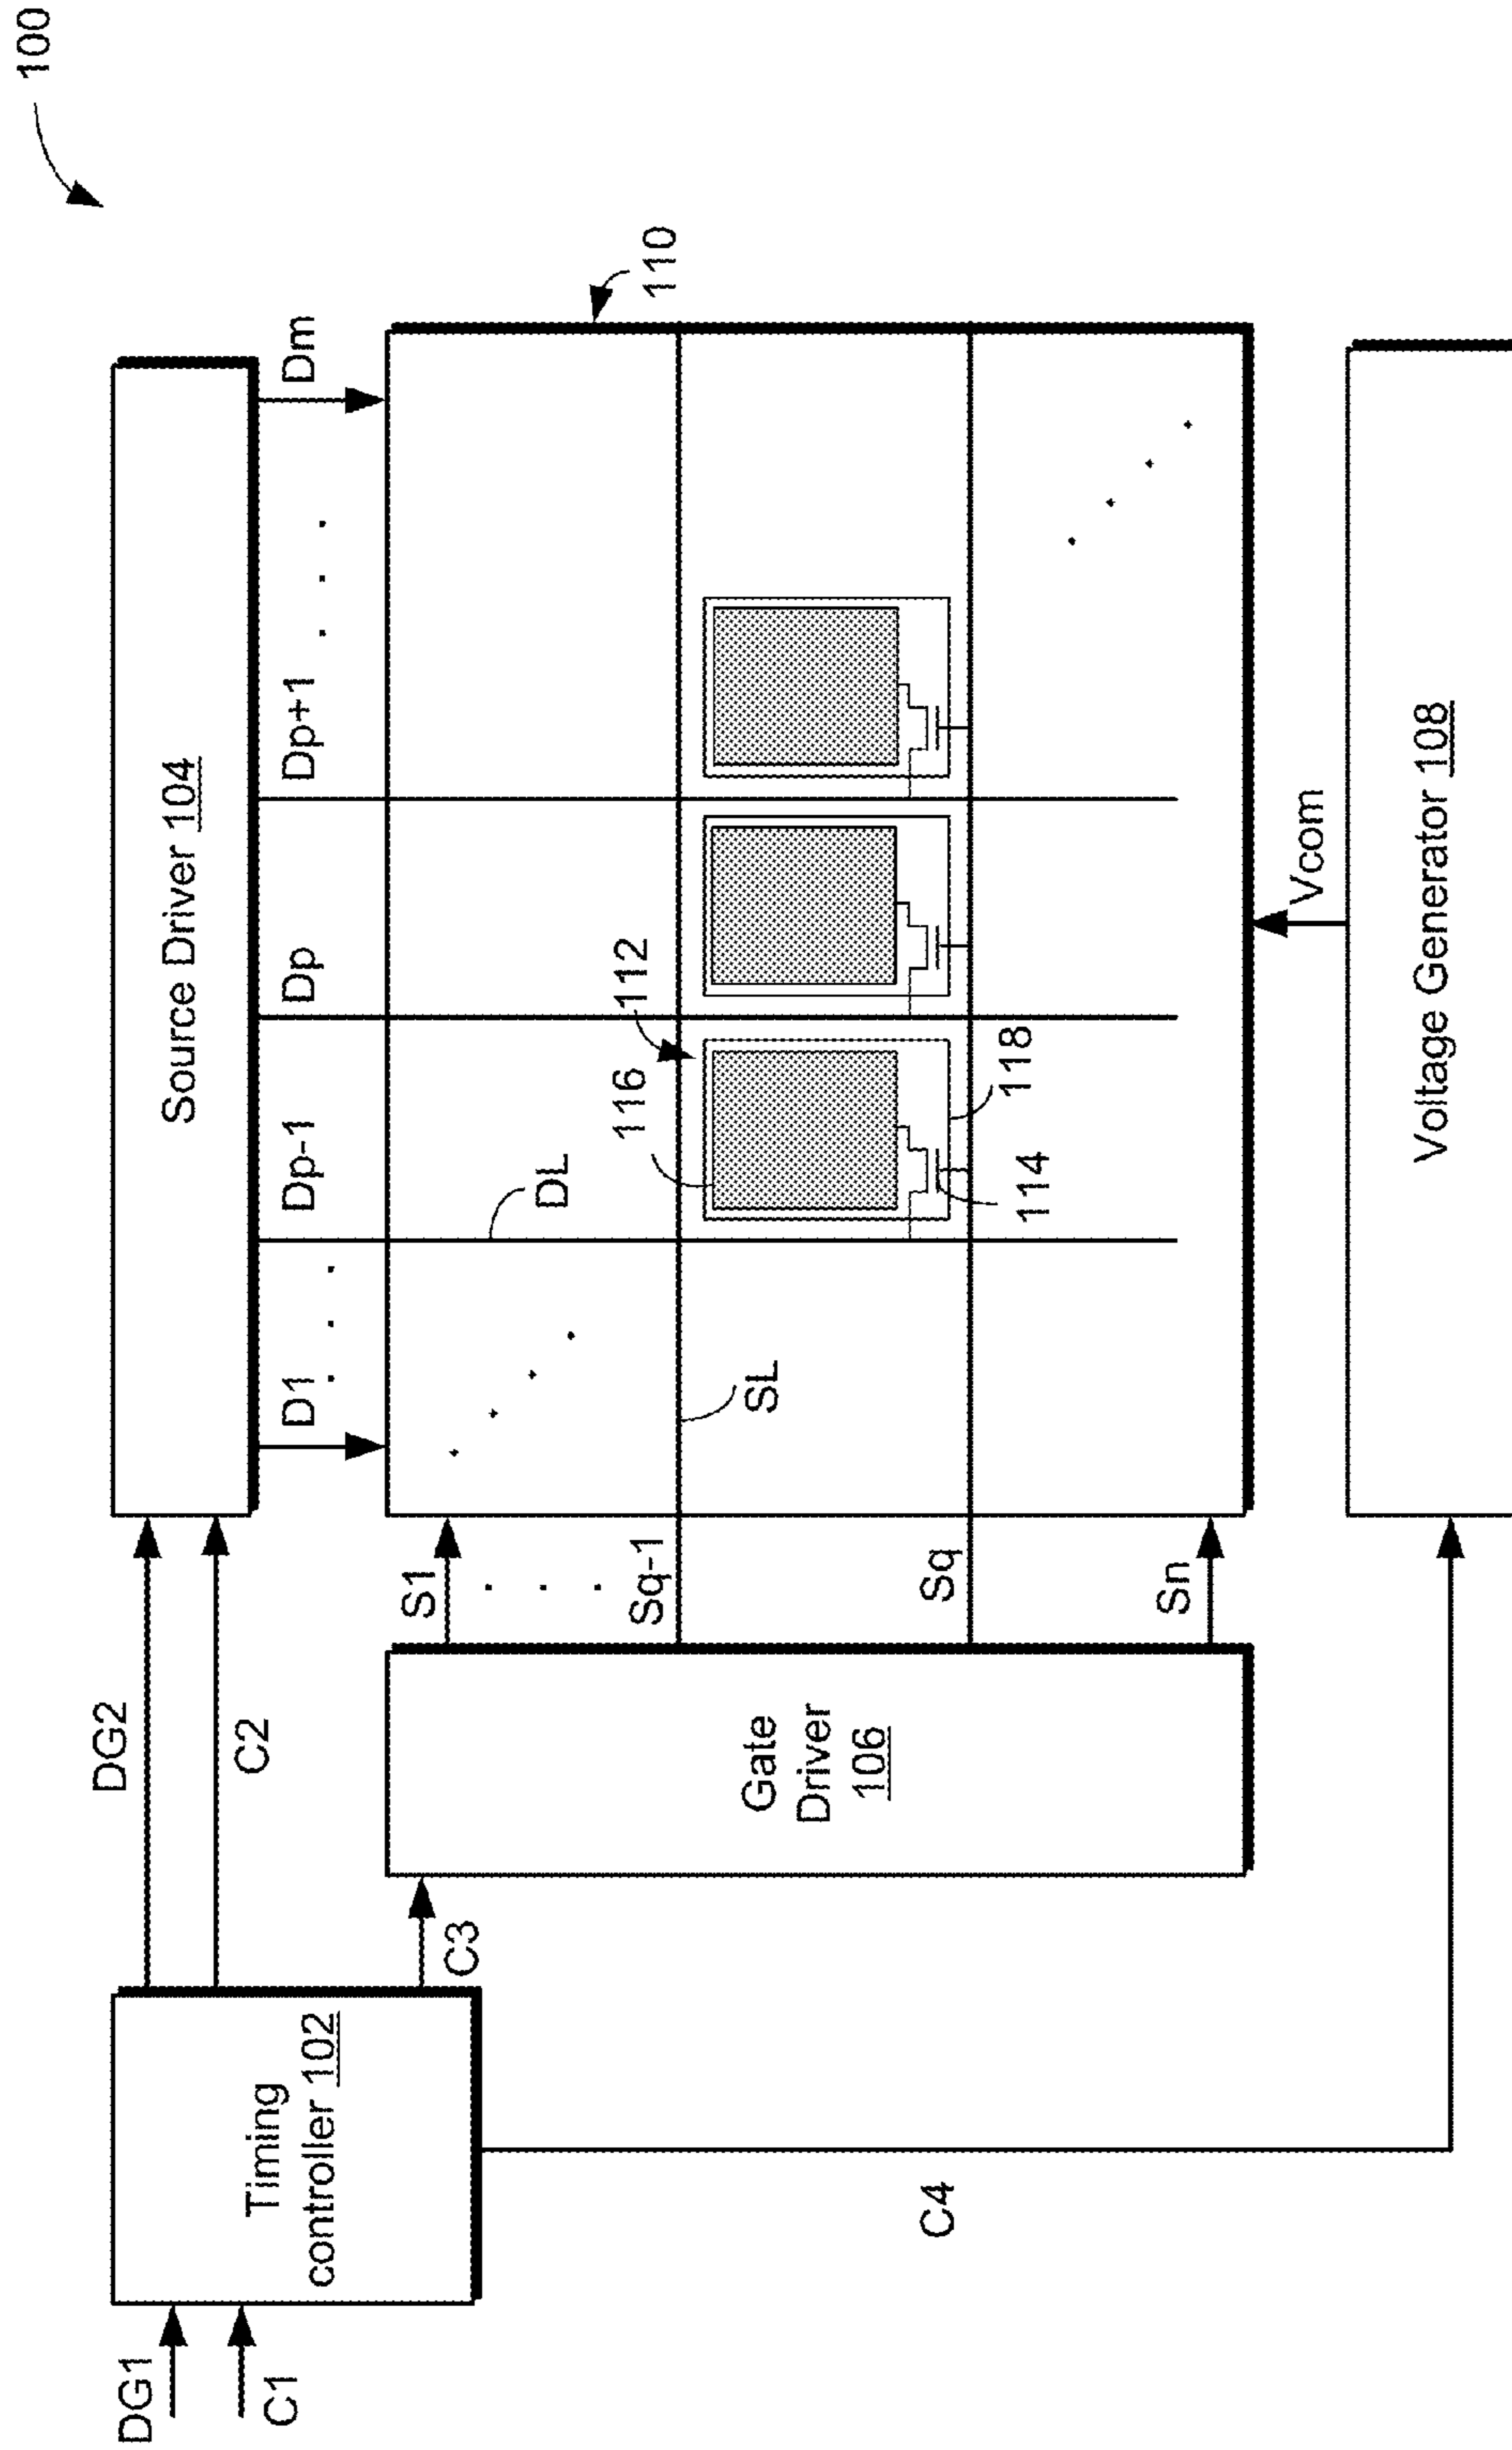 100
DG1
C1
Timing
controller 102
DG2
C2
C3
C4
Source Driver 104
D1
Dp-1
Dp
Dp+1
Dm
Gate
Driver
106
S1
Sq-1
Sq
Sn
SL
DL
116
112
114
118
110
Vcom
Voltage Generator 108